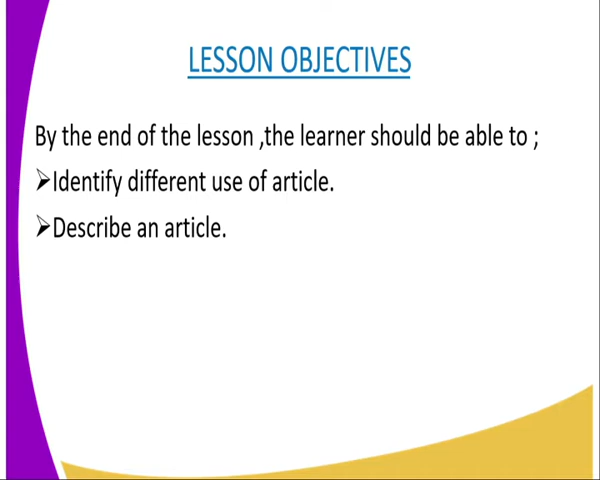 LESSON OBJECTIVES
By the end of the lesson ,the learner should be able to ;
➢Identify different use of article.
➢Describe an article.